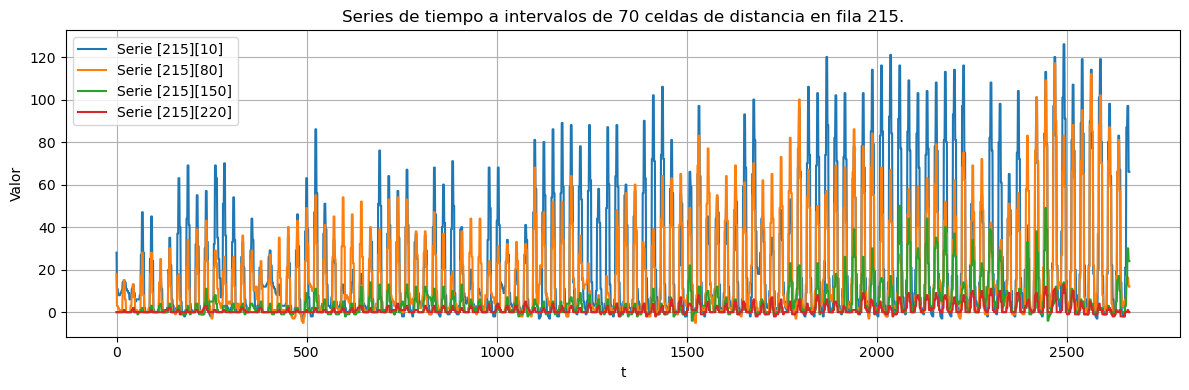 Series de tiempo a intervalos de 70 celdas de distancia en fila 215.
Serie [215][10]
Serie [215][80]
Serie [215][150]
Serie [215][220]
Valor
120
100
80
60
40
20
0
0
500
1000
1500
2000
2500
t